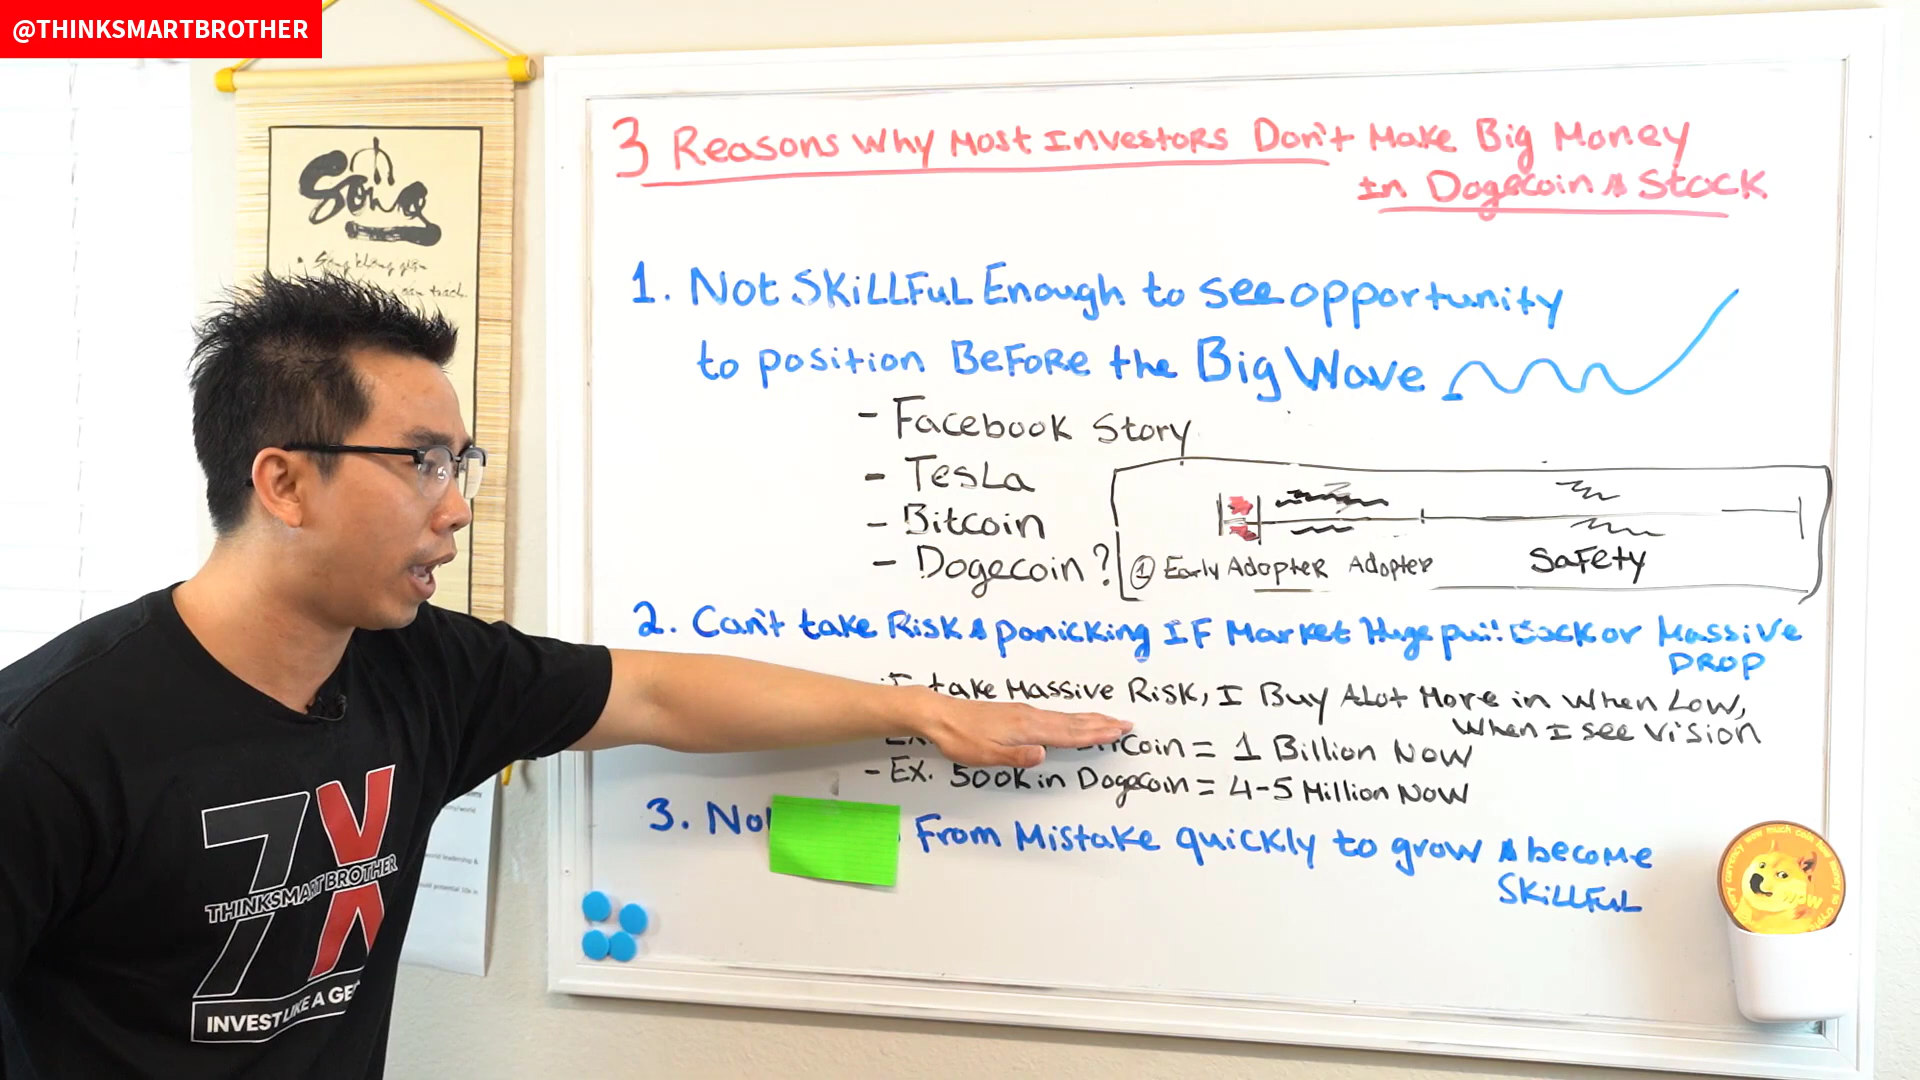 @THINKSMARTBROTHER
3 Reasons Why Most Investors Don't Make Big Money
In Dogecoin & Stock
Sống
1. Not SkiLLFuL Enough to see opportunity
to position BeFoRe the Big Wave
- Facebook Story
- TesLa
- Bitcoin
- Dogecoin?
① Early Adopter Adopter
SaFety
2. Can't take Risk & panicking IF Market Huge pull back or Massive
DROP
take Massive Risk, I Buy ALot More in When Low,
When I see Vision
Coin = 1 Billion Now
- Ex. 500k in Dogecoin = 4-5 Million Now
3. From Mistake quickly to grow & become
SkiLLFuL
7X
THINKSMART BROTHER
INVEST LIKE A GE
wow